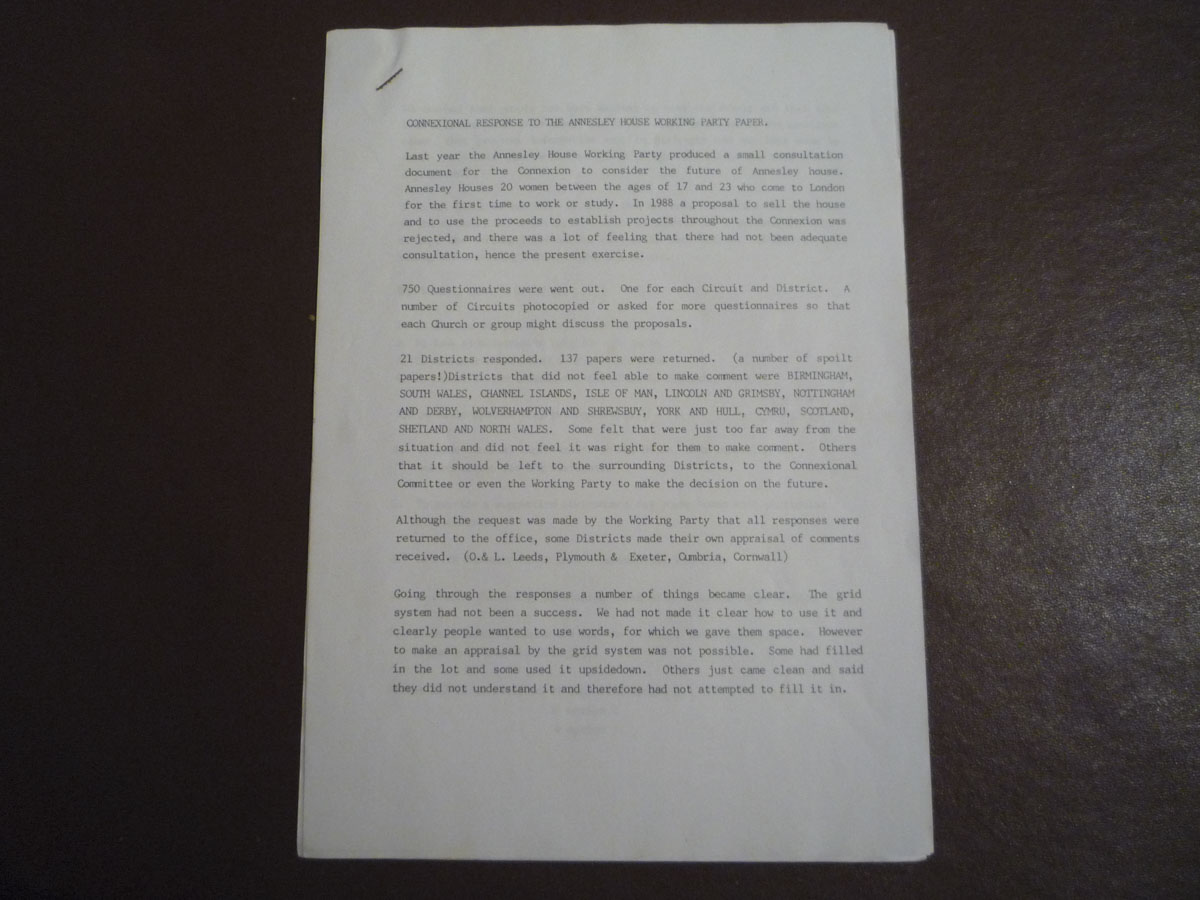 CONNEXIONAL RESPONSE TO THE ANNESLEY HOUSE WORKING PARTY PAPER.
Last year the Annesley House Working Party produced a small consultation
document for the Connexion to consider the future of Annesley house.
Annesley Houses 20 women between the ages of 17 and 23 who come to London
for the first time to work or study. In 1988 a proposal to sell the house
and to use the proceeds to establish projects throughout the Connexion was
rejected, and there was a lot of feeling that there had not been adequate
consultation, hence the present exercise.
750 Questionnaires were went out. One for each Circuit and District. A
number of Circuits photocopied or asked for more questionnaires so that
each Church or group might discuss the proposals.
21 Districts responded. 137 papers were returned. (a number of spoilt
papers!)Districts that did not feel able to make comment were BIRMINGHAM,
SOUTH WALES, CHANNEL ISLANDS, ISLE OF MAN, LINCOLN AND GRIMSBY, NOTTINGHAM
AND DERBY, WOLVERHAMPTON AND SHREWSBUY, YORK AND HULL, CYMRU, SCOTLAND,
SHETLAND AND NORTH WALES. Some felt that were just too far away from the
situation and did not feel it was right for them to make comment. Others
that it should be left to the surrounding Districts, to the Connexional
Committee or even the Working Party to make the decision on the future.
Although the request was made by the Working Party that all responses were
returned to the office, some Districts made their own appraisal of comments
received. (O.& L. Leeds, Plymouth & Exeter, Cumbria, Cornwall)
Going through the responses a number of things became clear. The grid
system had not been a success. We had not made it clear how to use it and
clearly people wanted to use words, for which we gave them space. However
to make an appraisal by the grid system was not possible. Some had filled
in the lot and some used it upsidedown. Others just came clean and said
they did not understand it and therefore had not attempted to fill it in.